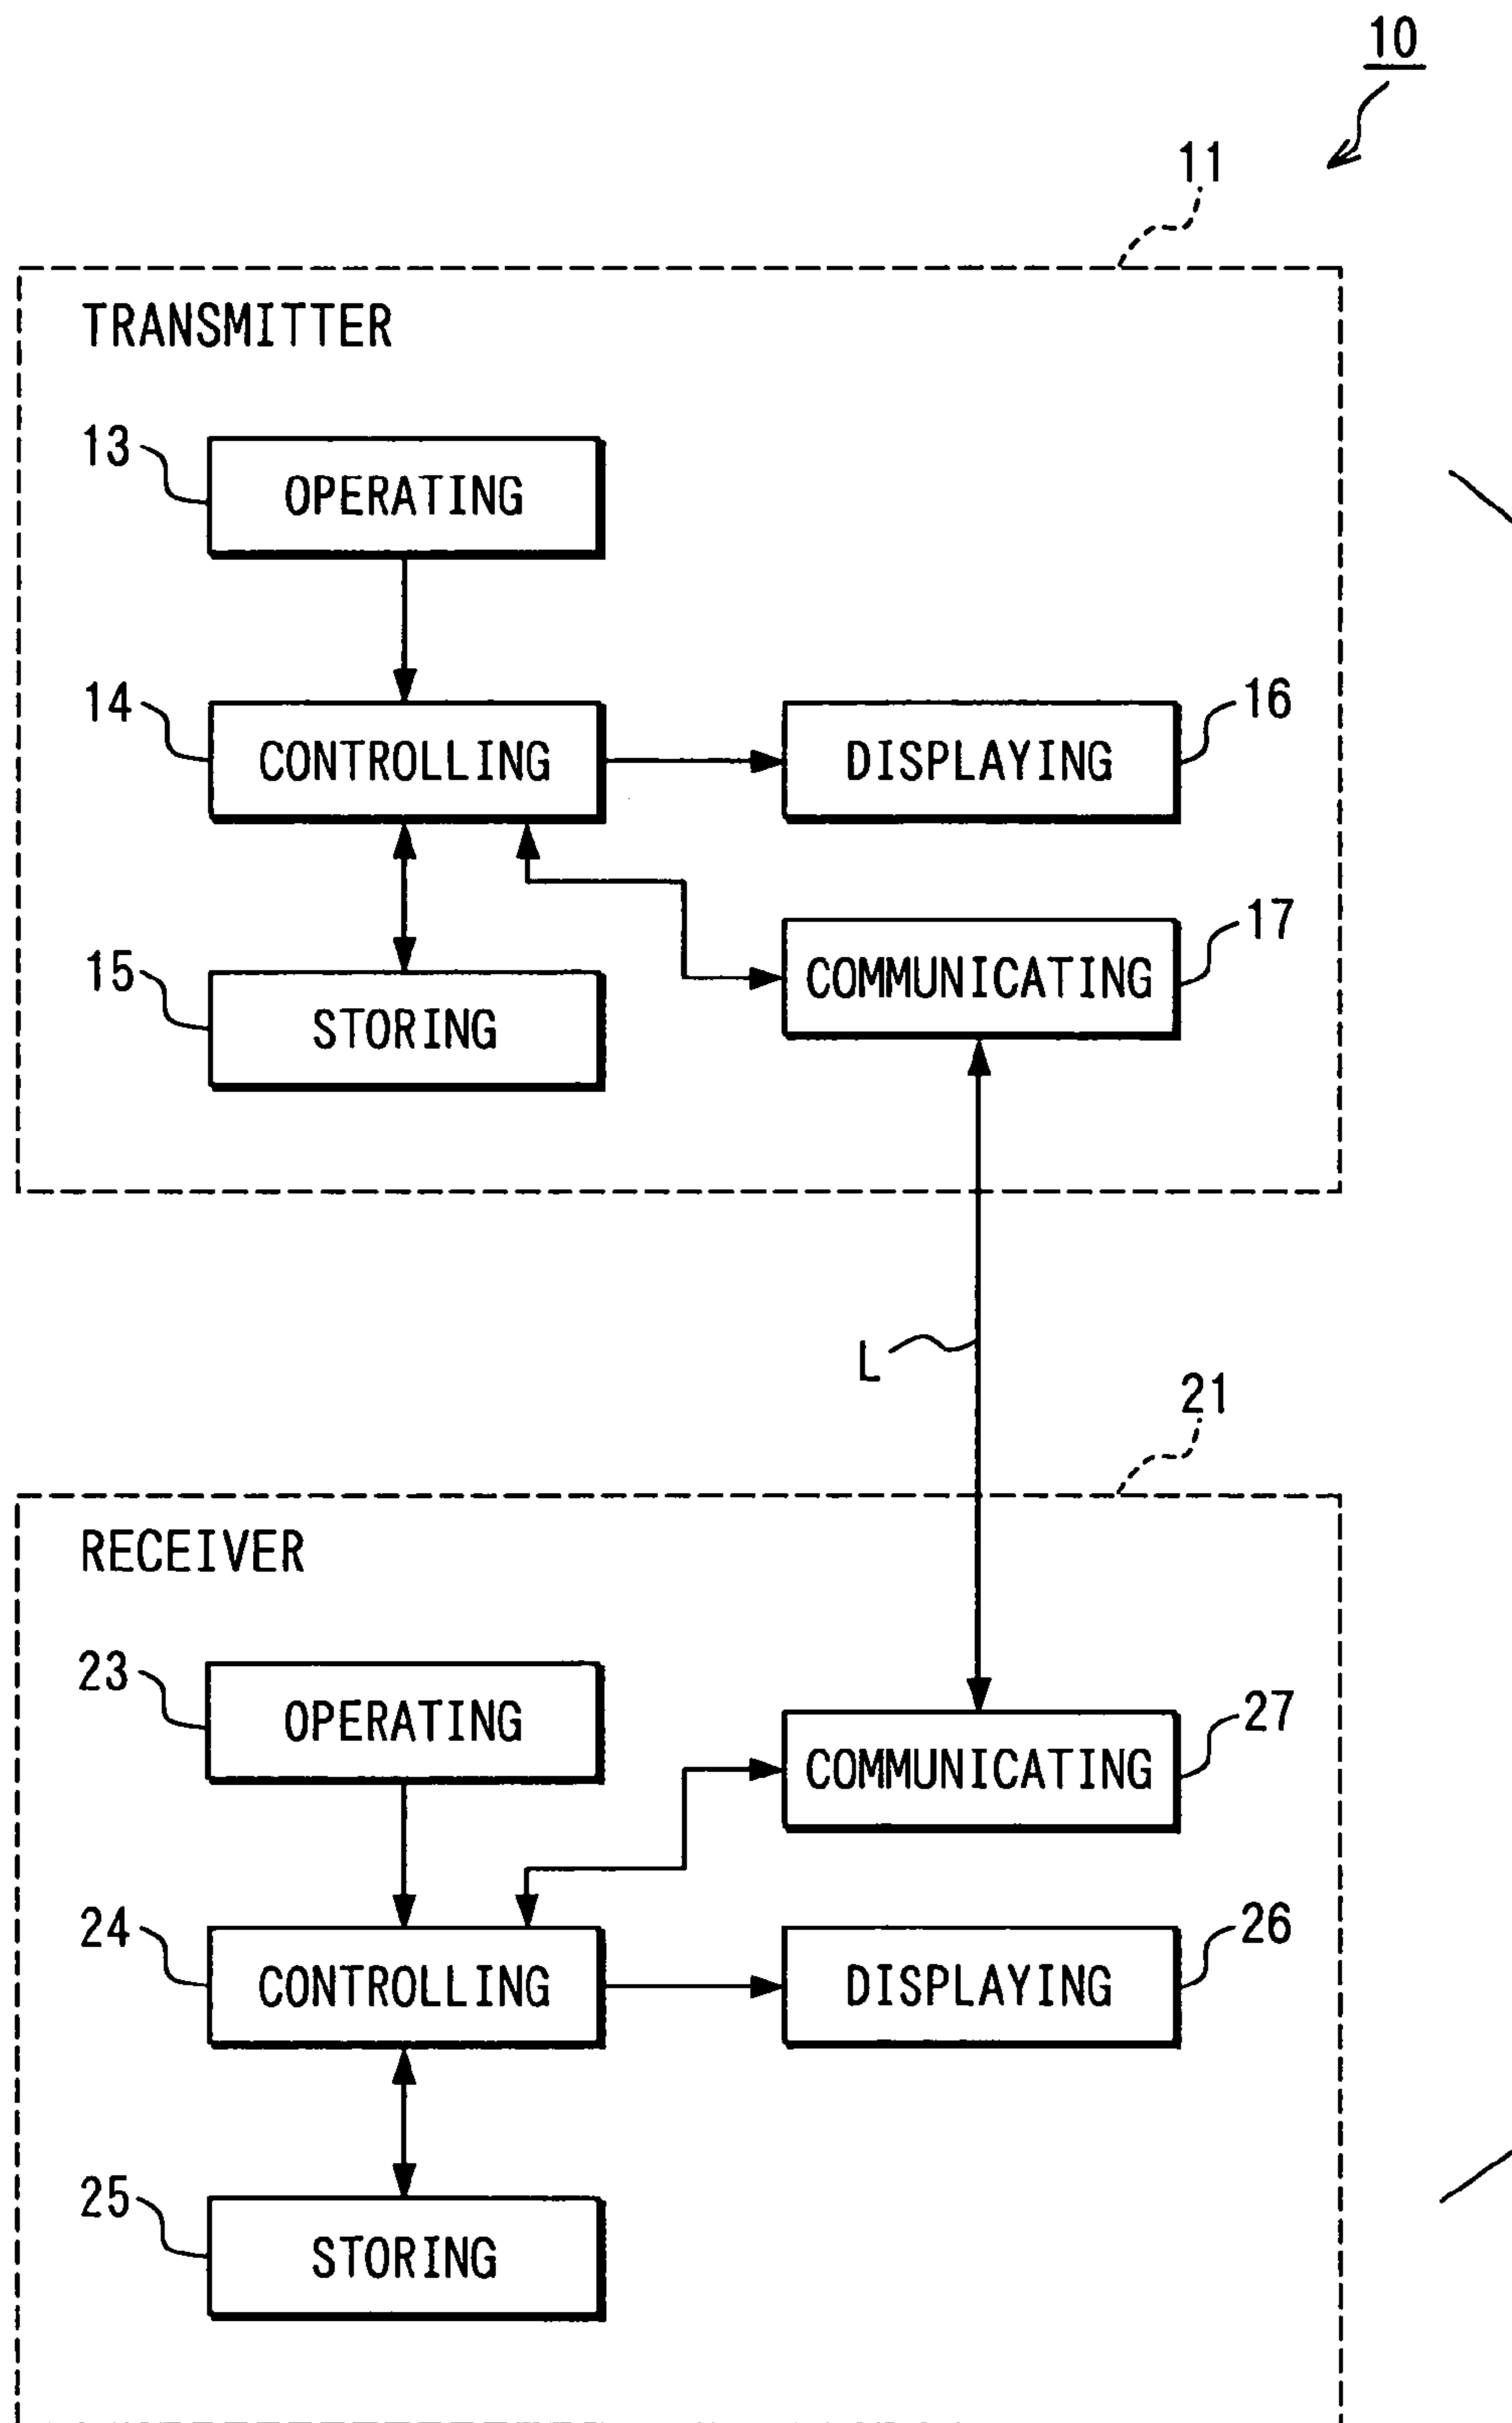 10
11
TRANSMITTER
13
OPERATING
14
CONTROLLING
16
DISPLAYING
17
COMMUNICATING
15
STORING
L
21
RECEIVER
23
OPERATING
27
COMMUNICATING
24
CONTROLLING
26
DISPLAYING
25
STORING